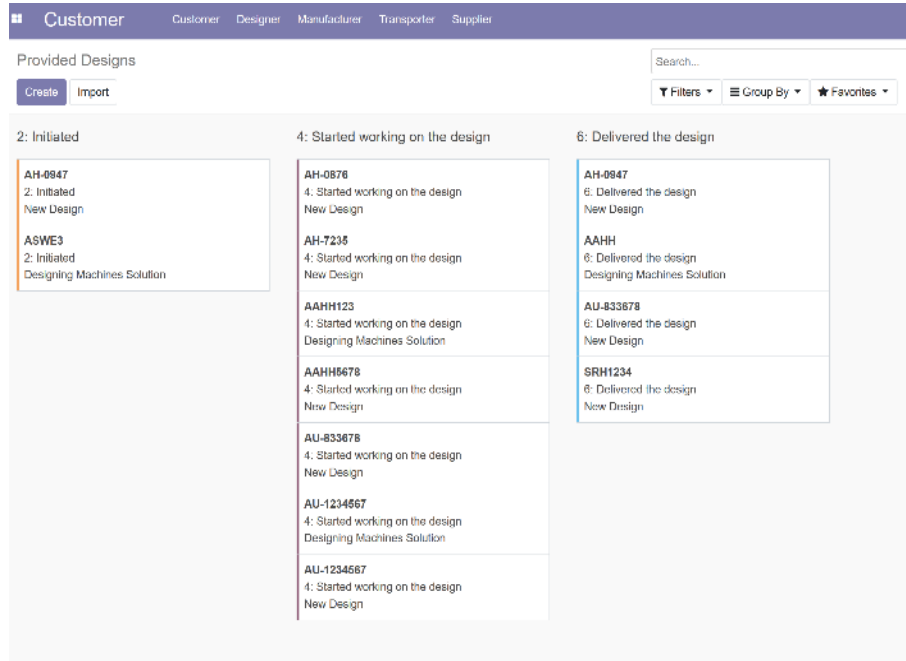 Customer
Customer Designer Manufacturer Transporter Supplier
Provided Designs
Search...
Create Import
Filters Group By Favorites
2: Initiated
AH-0947
2: Initiated
New Design
ASWE3
2: Initiated
Designing Machines Solution
4: Started working on the design
AH-0876
4: Started working on the design
New Design
AH-7235
4: Started working on the design
New Design
AAHH123
4: Started working on the design
Designing Machines Solution
AAHH5678
4: Started working on the design
New Design
AU-833678
4: Started working on the design
New Design
AU-1234567
4: Started working on the design
Designing Machines Solution
AU-1234567
4: Started working on the design
New Design
6: Delivered the design
AH-0947
6: Delivered the design
New Design
AAHH
6: Delivered the design
Designing Machines Solution
AU-833678
6: Delivered the design
New Design
SRH1234
6: Delivered the design
New Design